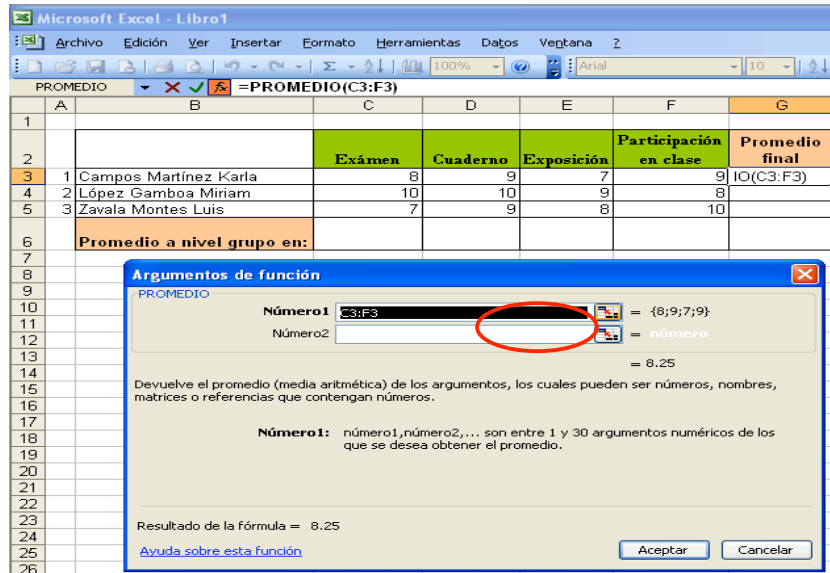 Microsoft Excel - Libro1
Archivo Edición Ver Insertar Formato Herramientas Datos Ventana ?
100% Arial 10
PROMEDIO =PROMEDIO(C3:F3)
A B C D E F G
1
2 Exámen Cuaderno Exposición Participación en clase Promedio final
3 1 Campos Martínez Karla 8 9 7 9 IO(C3:F3)
4 2 López Gamboa Miriam 10 10 9 8
5 3 Zavala Montes Luis 7 9 8 10
6 Promedio a nivel grupo en:
7
8
9
10
11
12
13
14
15
16
17
18
19
20
21
22
23
24
25
26
Argumentos de función
PROMEDIO
Número1 C3:F3 = {8;9;7;9}
Número2 = número
= 8.25
Devuelve el promedio (media aritmética) de los argumentos, los cuales pueden ser números, nombres,
matrices o referencias que contengan números.
Número1: número1,número2,... son entre 1 y 30 argumentos numéricos de los
que se desea obtener el promedio.
Resultado de la fórmula = 8.25
Ayuda sobre esta función Aceptar Cancelar